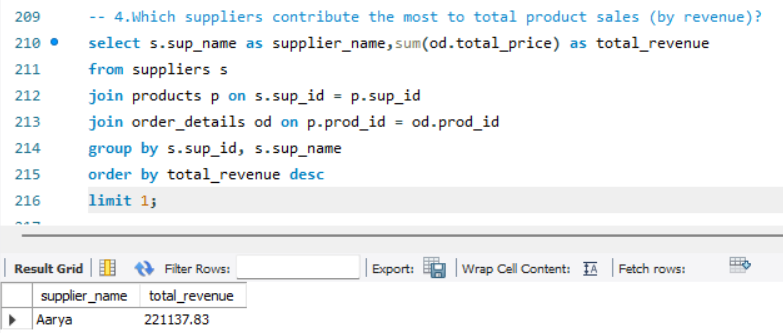 209 -- 4.Which suppliers contribute the most to total product sales (by revenue)?
210 select s.sup_name as supplier_name,sum(od.total_price) as total_revenue
211 from suppliers s
212 join products p on s.sup_id = p.sup_id
213 join order_details od on p.prod_id = od.prod_id
214 group by s.sup_id, s.sup_name
215 order by total_revenue desc
216 limit 1;
Result Grid Filter Rows: Export: Wrap Cell Content: Fetch rows:
supplier_name total_revenue
Aarya 221137.83